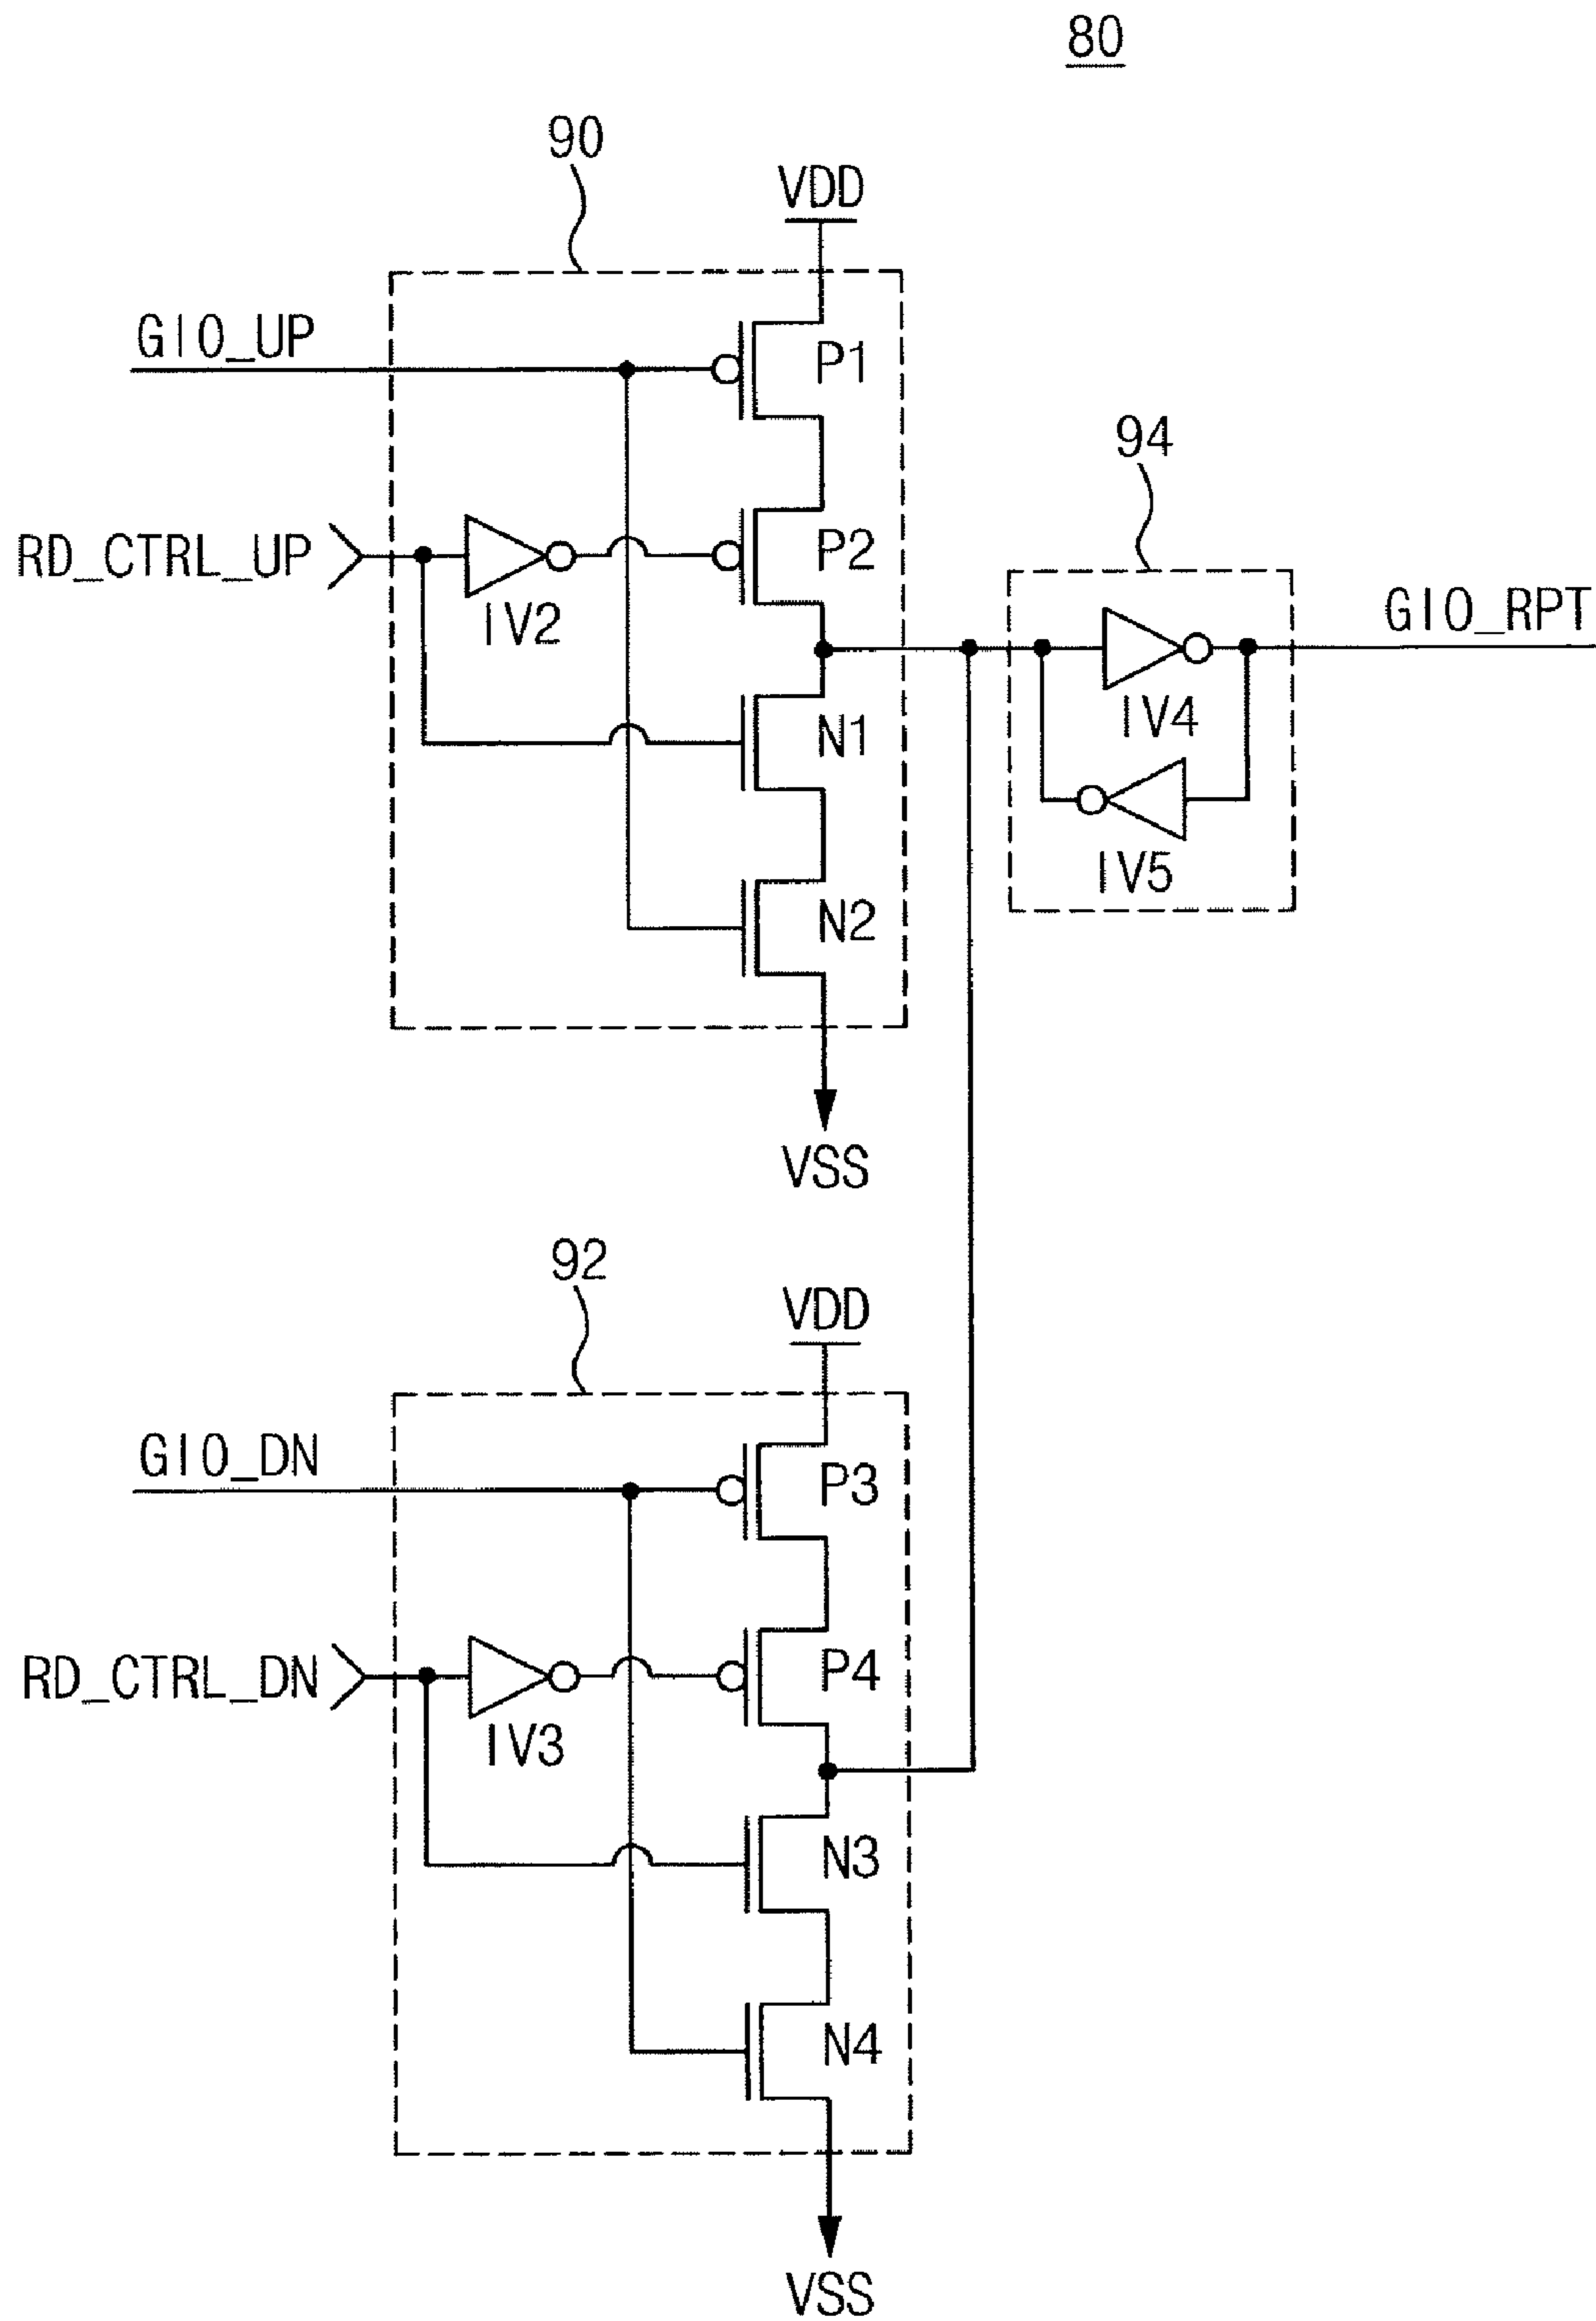 80
90
VDD
GIO_UP
P1
94
RD_CTRL_UP
IV2
P2
GIO_RPT
N1
IV4
IV5
N2
VSS
92
VDD
GIO_DN
P3
RD_CTRL_DN
IV3
P4
N3
N4
VSS